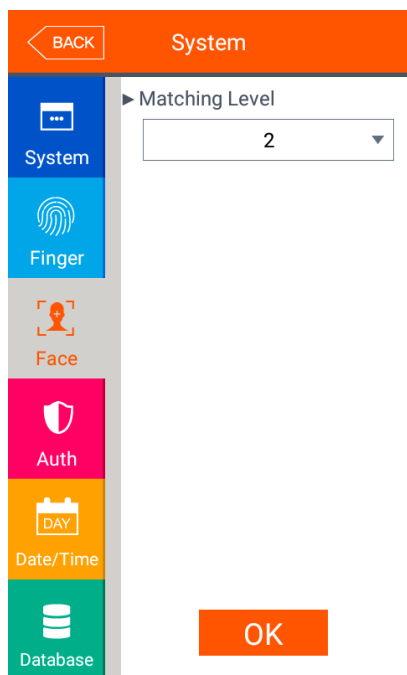 BACK
System
▶ Matching Level
2
System
Finger
Face
Auth
DAY
Date/Time
Database
OK